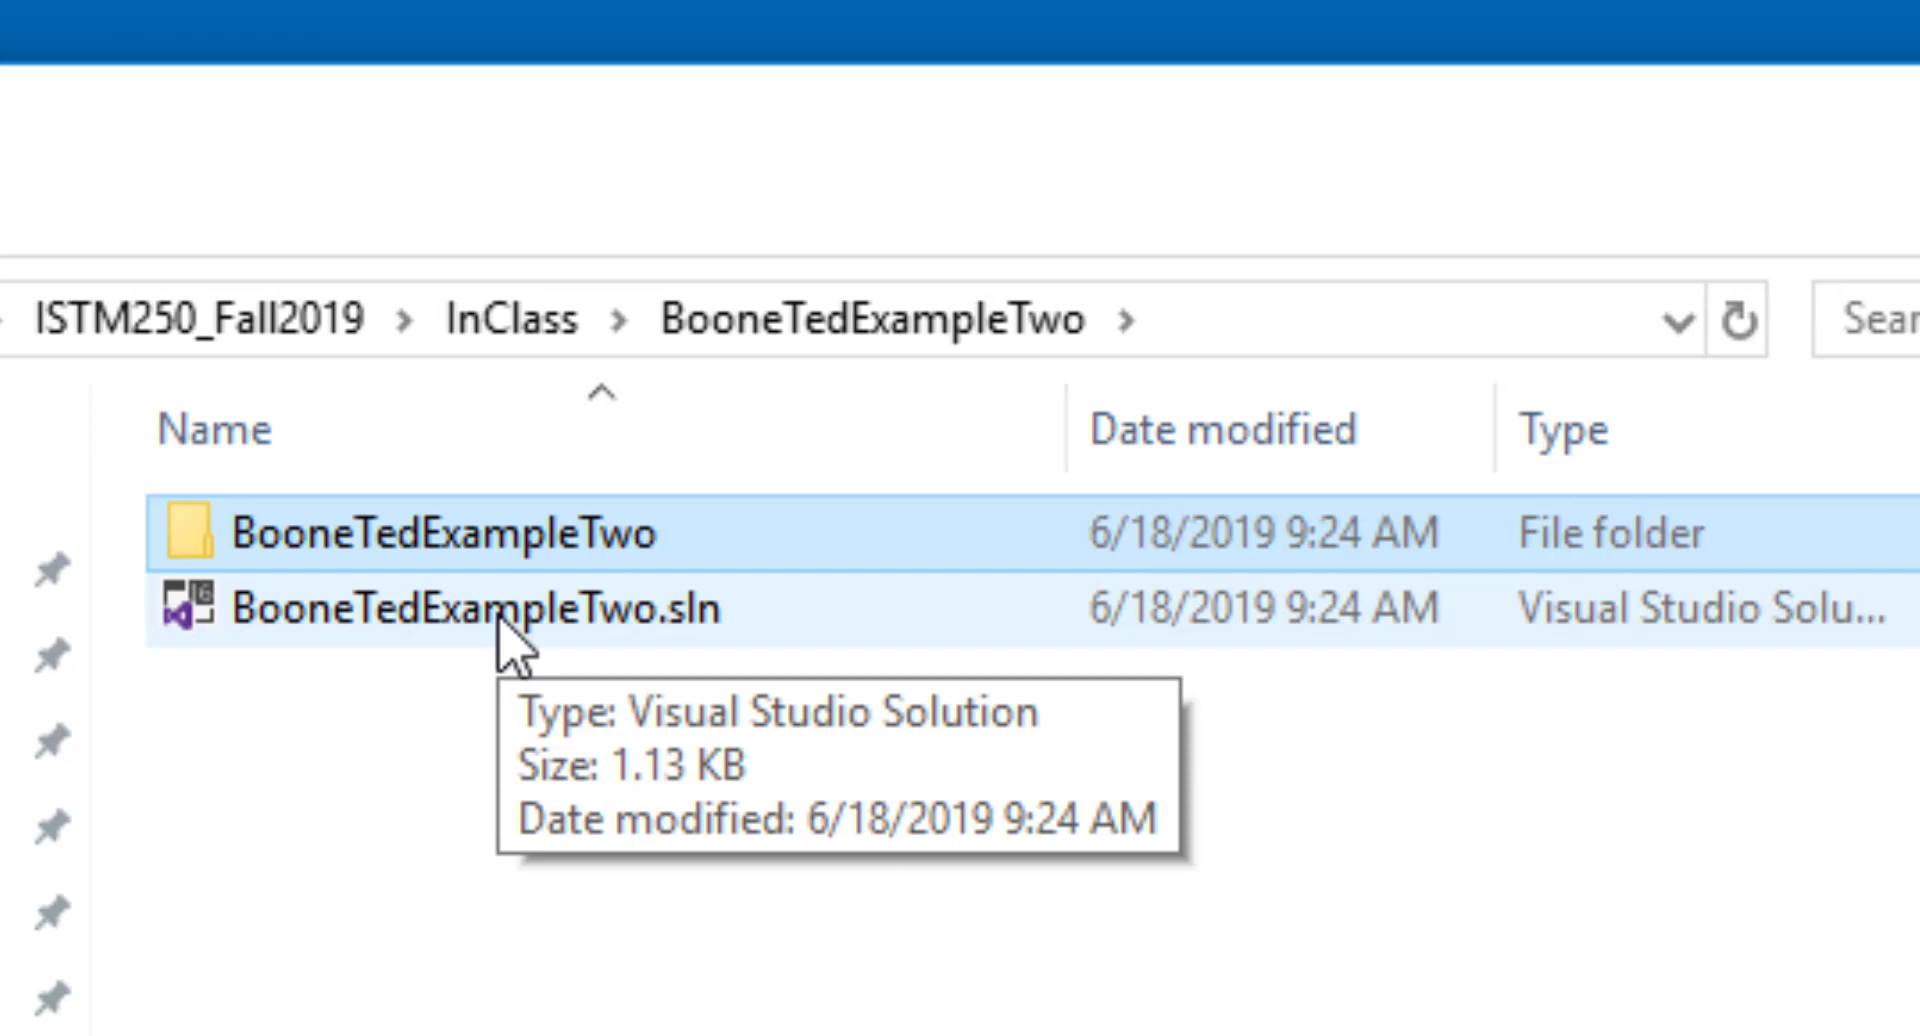 ISTM250_Fall2019 > InClass > BooneTedExampleTwo >
Sear
Name
Date modified
Type
BooneTedExampleTwo 6/18/2019 9:24 AM File folder
BooneTedExampleTwo.sln 6/18/2019 9:24 AM Visual Studio Solu...
Type: Visual Studio Solution
Size: 1.13 KB
Date modified: 6/18/2019 9:24 AM